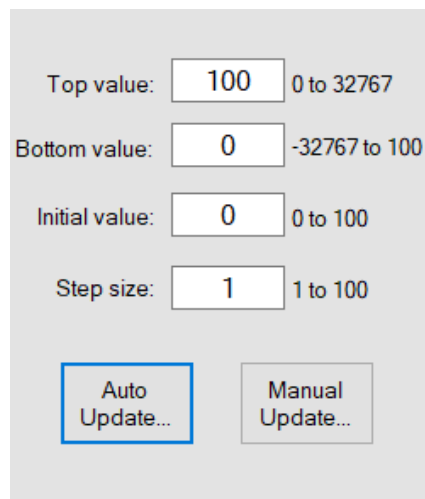 Top value: 100 0 to 32767
Bottom value: 0 -32767 to 100
Initial value: 0 0 to 100
Step size: 1 1 to 100
Auto Manual
Update... Update...